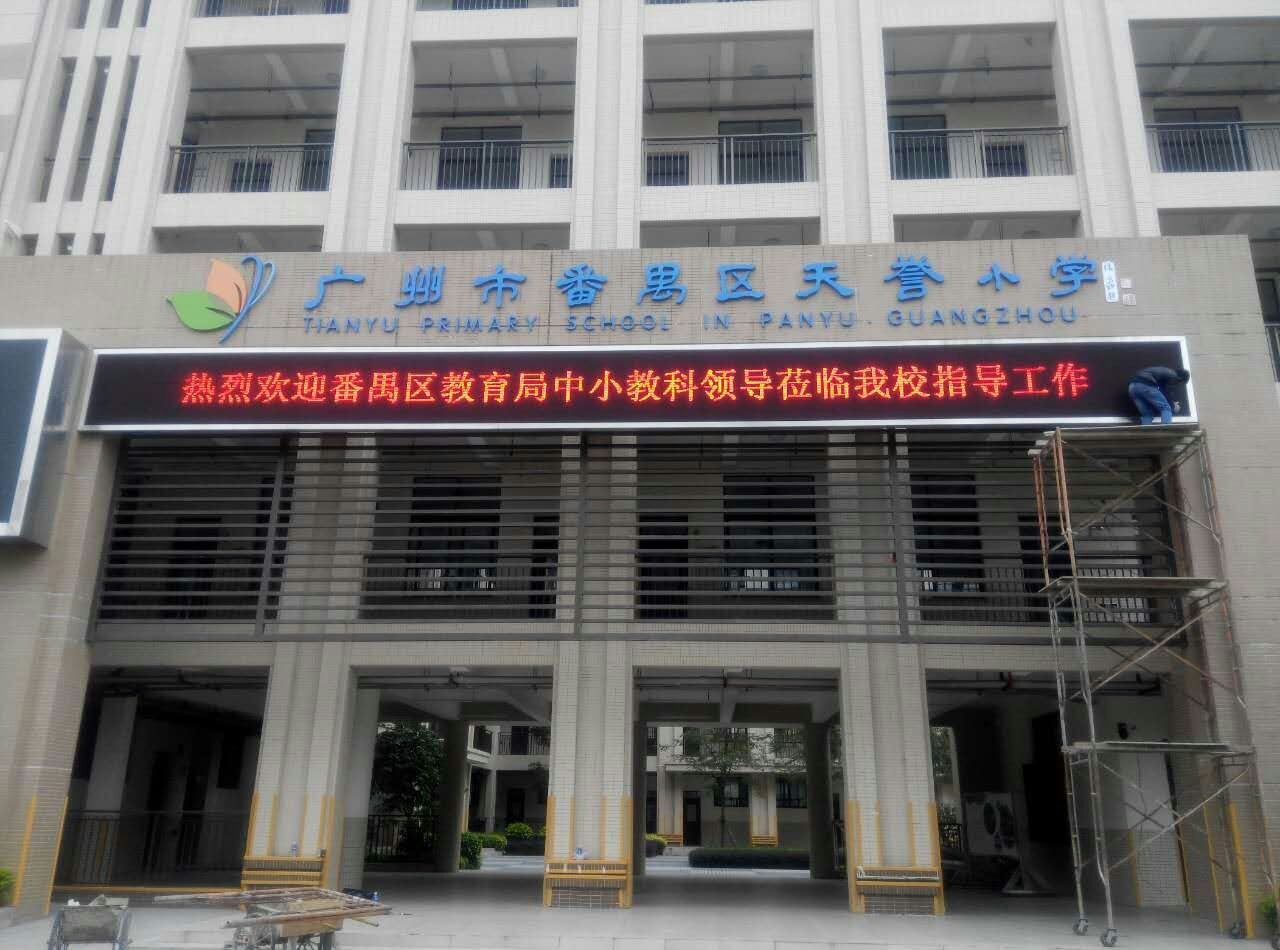 广州市番禺区天誉小学
TIANYU PRIMARY SCHOOL IN PANYU GUANGZHOU
热烈欢迎番禺区教育局中小教科领导莅临我校指导工作